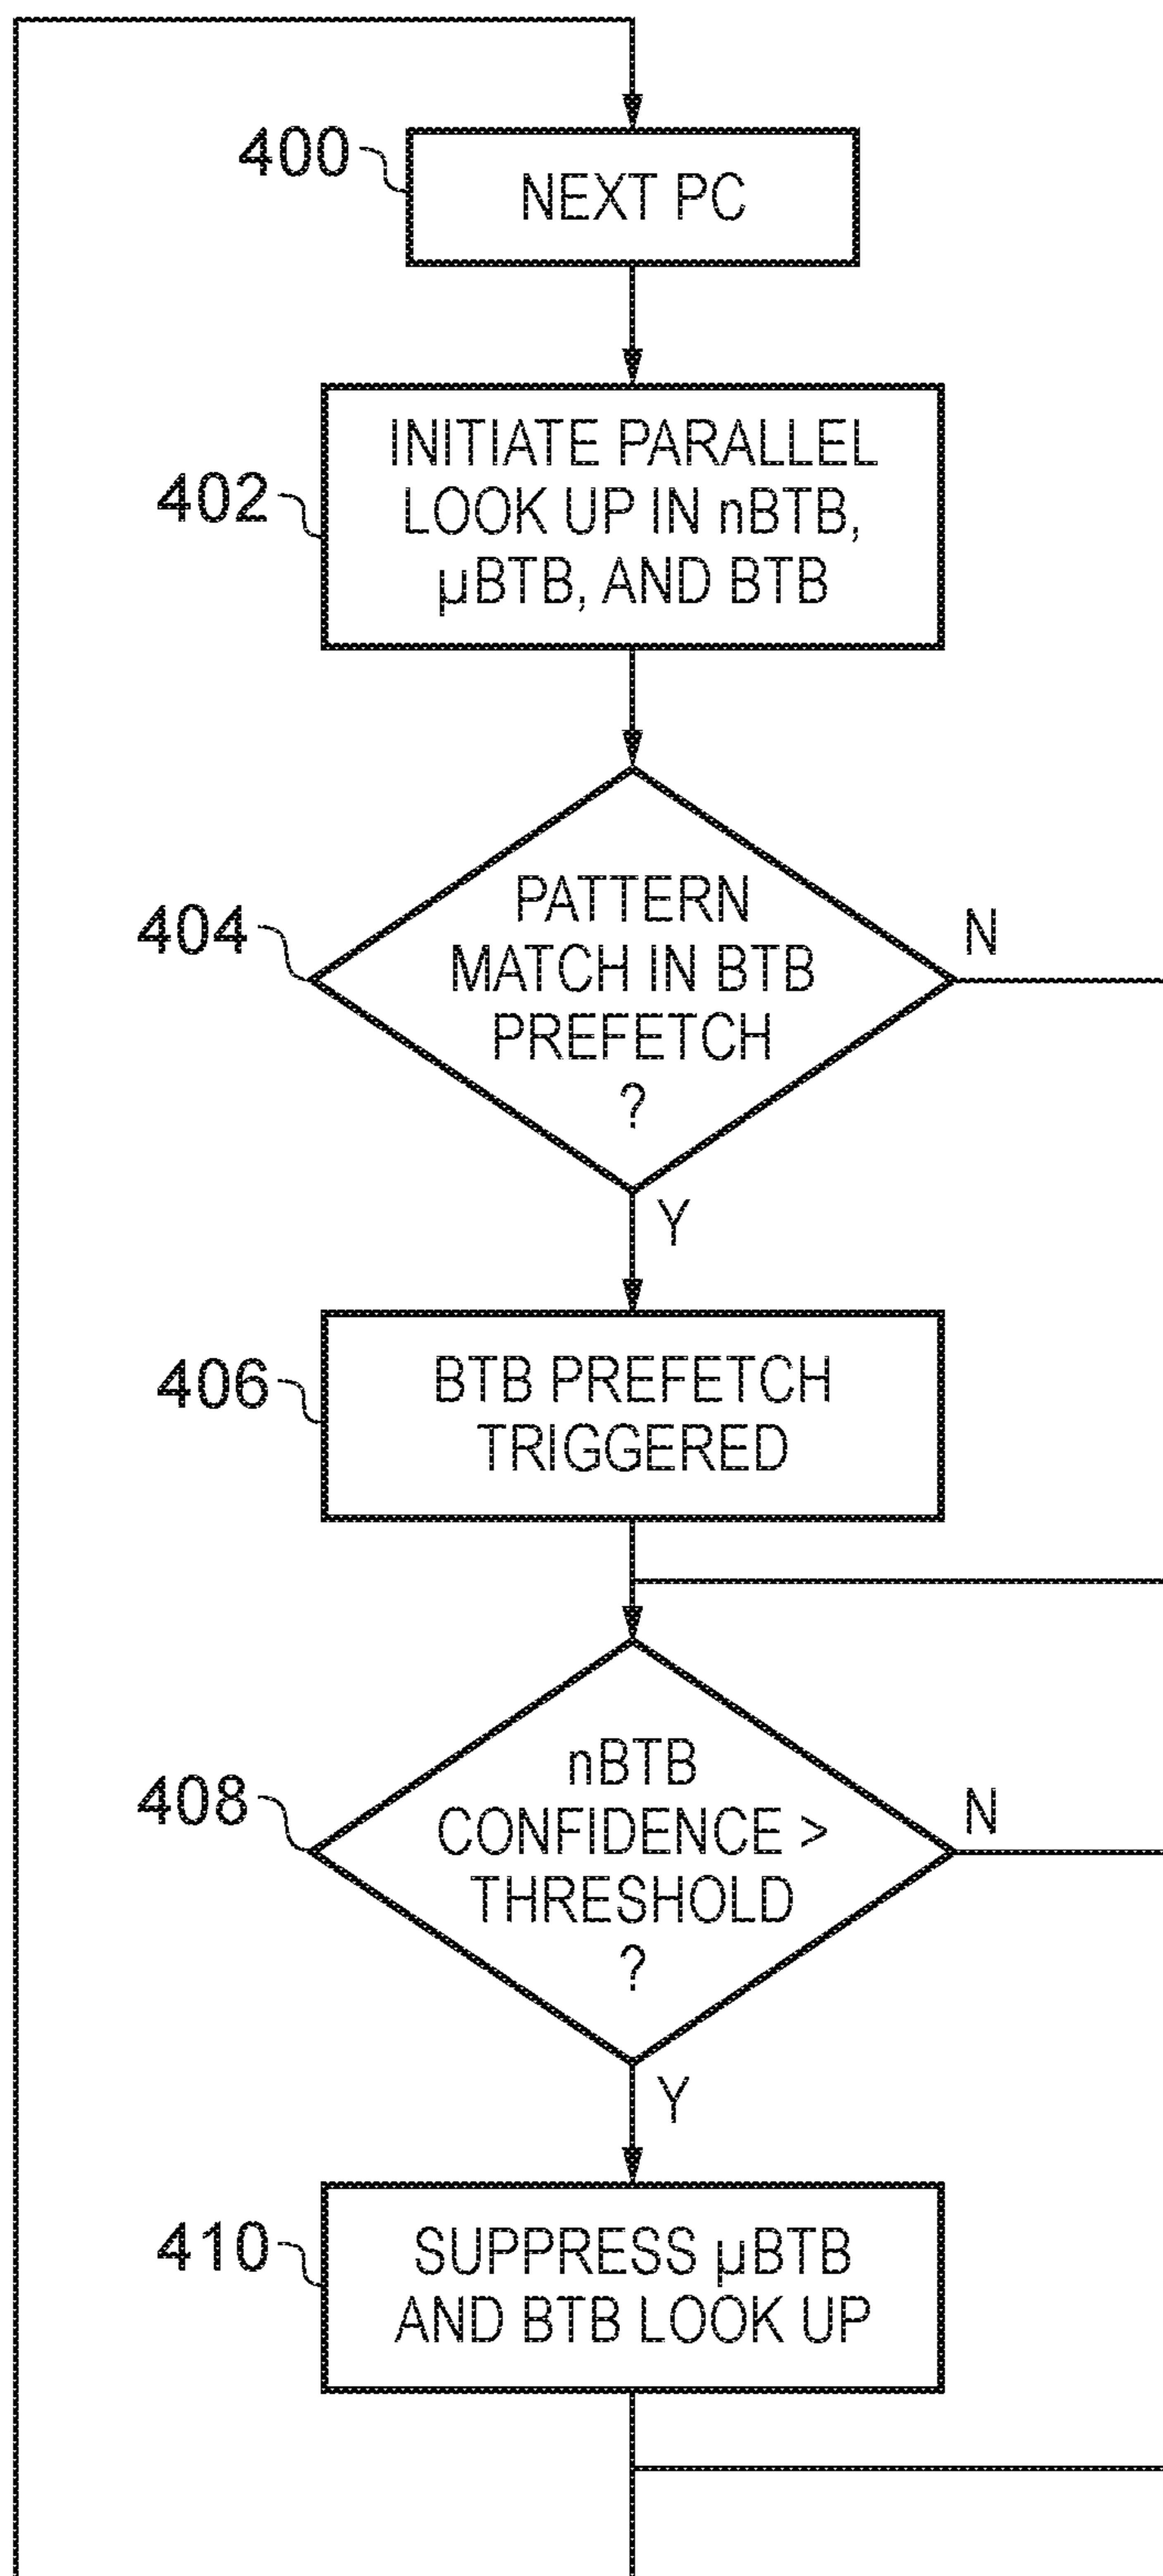 400
NEXT PC
402
INITIATE PARALLEL
LOOK UP IN nBTB,
µBTB, AND BTB
404
PATTERN
MATCH IN BTB
PREFETCH
?
N
Y
406
BTB PREFETCH
TRIGGERED
408
nBTB
CONFIDENCE >
THRESHOLD
?
N
Y
410
SUPPRESS µBTB
AND BTB LOOK UP